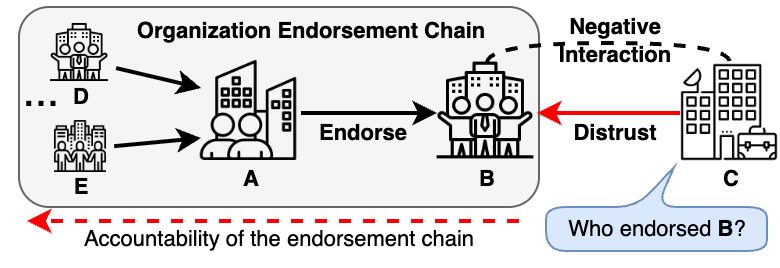 Organization Endorsement Chain
Negative
Interaction
D
...
Endorse
Distrust
E
A
B
C
Who endorsed B?
Accountability of the endorsement chain